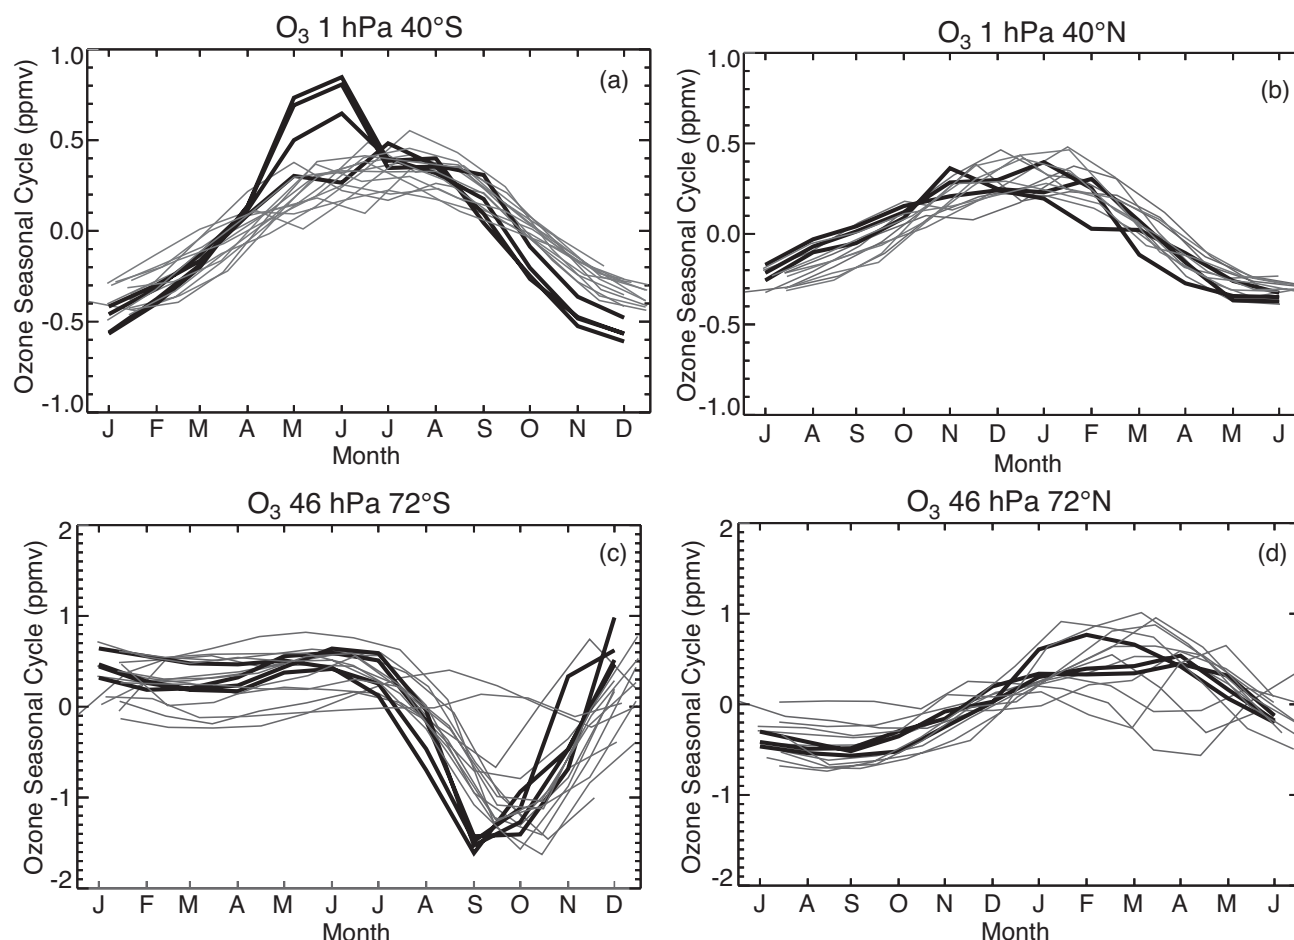 O₃ 1 hPa 40°S
1.0
0.5
0.0
-0.5
-1.0
Ozone Seasonal Cycle (ppmv)
(a)
J F M A M J J A S O N D
Month
O₃ 1 hPa 40°N
1.0
0.5
0.0
-0.5
-1.0
Ozone Seasonal Cycle (ppmv)
(b)
J A S O N D J F M A M J
Month
O₃ 46 hPa 72°S
2
1
0
-1
-2
Ozone Seasonal Cycle (ppmv)
(c)
J F M A M J J A S O N D
Month
O₃ 46 hPa 72°N
2
1
0
-1
-2
Ozone Seasonal Cycle (ppmv)
(d)
J A S O N D J F M A M J
Month